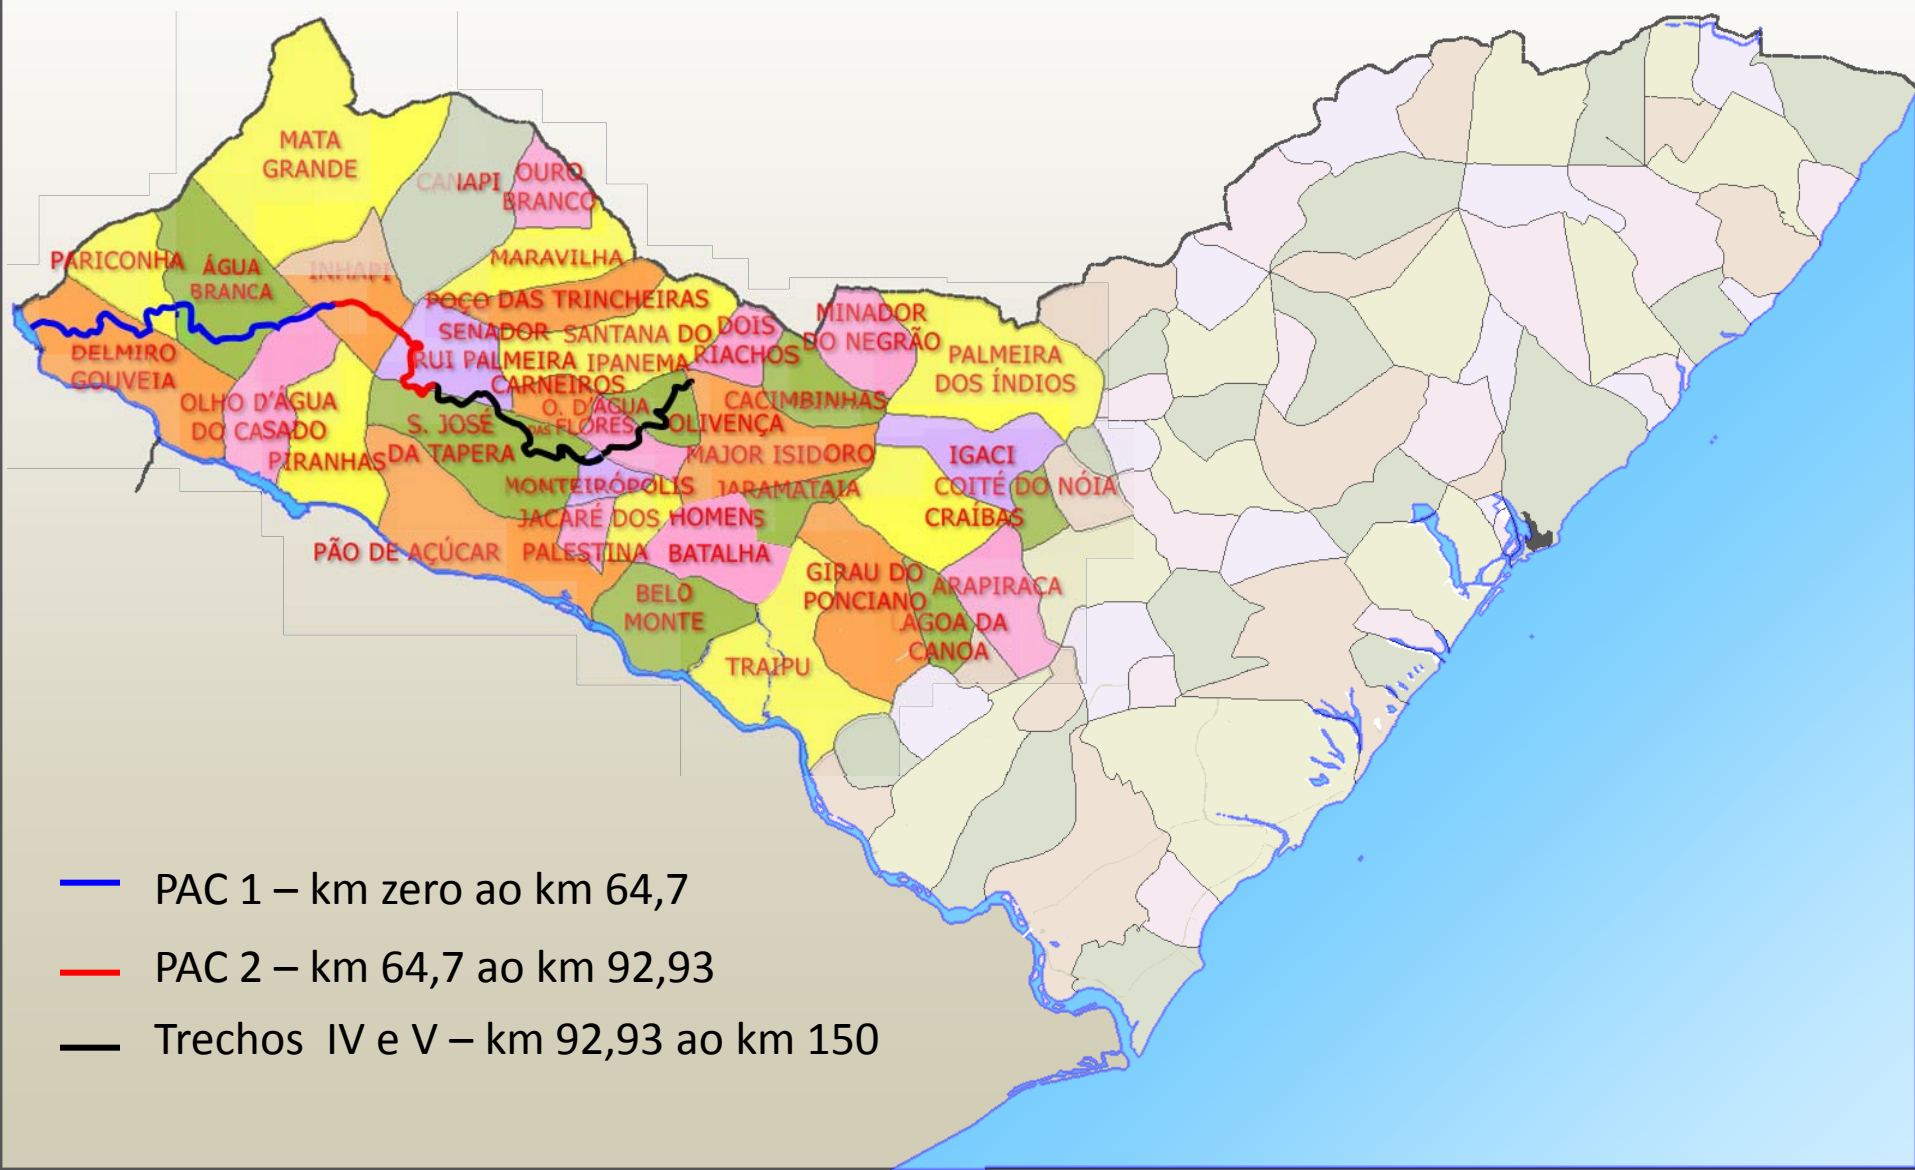 MATA
GRANDE
CANAPI
OURO
BRANCO
PARICONHA
ÁGUA
BRANCA
INHAPI
MARAVILHA
POÇO DAS TRINCHEIRAS
SENADOR
RUI PALMEIRA
SANTANA DO
IPANEMA
DOIS
RIACHOS
MINADOR
DO NEGRÃO
PALMEIRA
DOS ÍNDIOS
DELMIRO
GOUVEIA
OLHO D'ÁGUA
DO CASADO
PIRANHAS
CARNEIROS
O. D'ÁGUA
DAS FLORES
S. JOSÉ
DA TAPERA
OLIVENÇA
CACIMBINHAS
MAJOR ISIDORO
IGACI
COITÉ DO NÓIA
CRAÍBAS
MONTEIRÓPOLIS
JARAMATAIA
JACARÉ DOS HOMENS
PÃO DE AÇÚCAR
PALESTINA
BATALHA
BELO
MONTE
GIRAU DO
PONCIANO
ARAPIRACA
AGOA DA
CANOA
TRAIPU
PAC 1 – km zero ao km 64,7
PAC 2 – km 64,7 ao km 92,93
Trechos IV e V – km 92,93 ao km 150